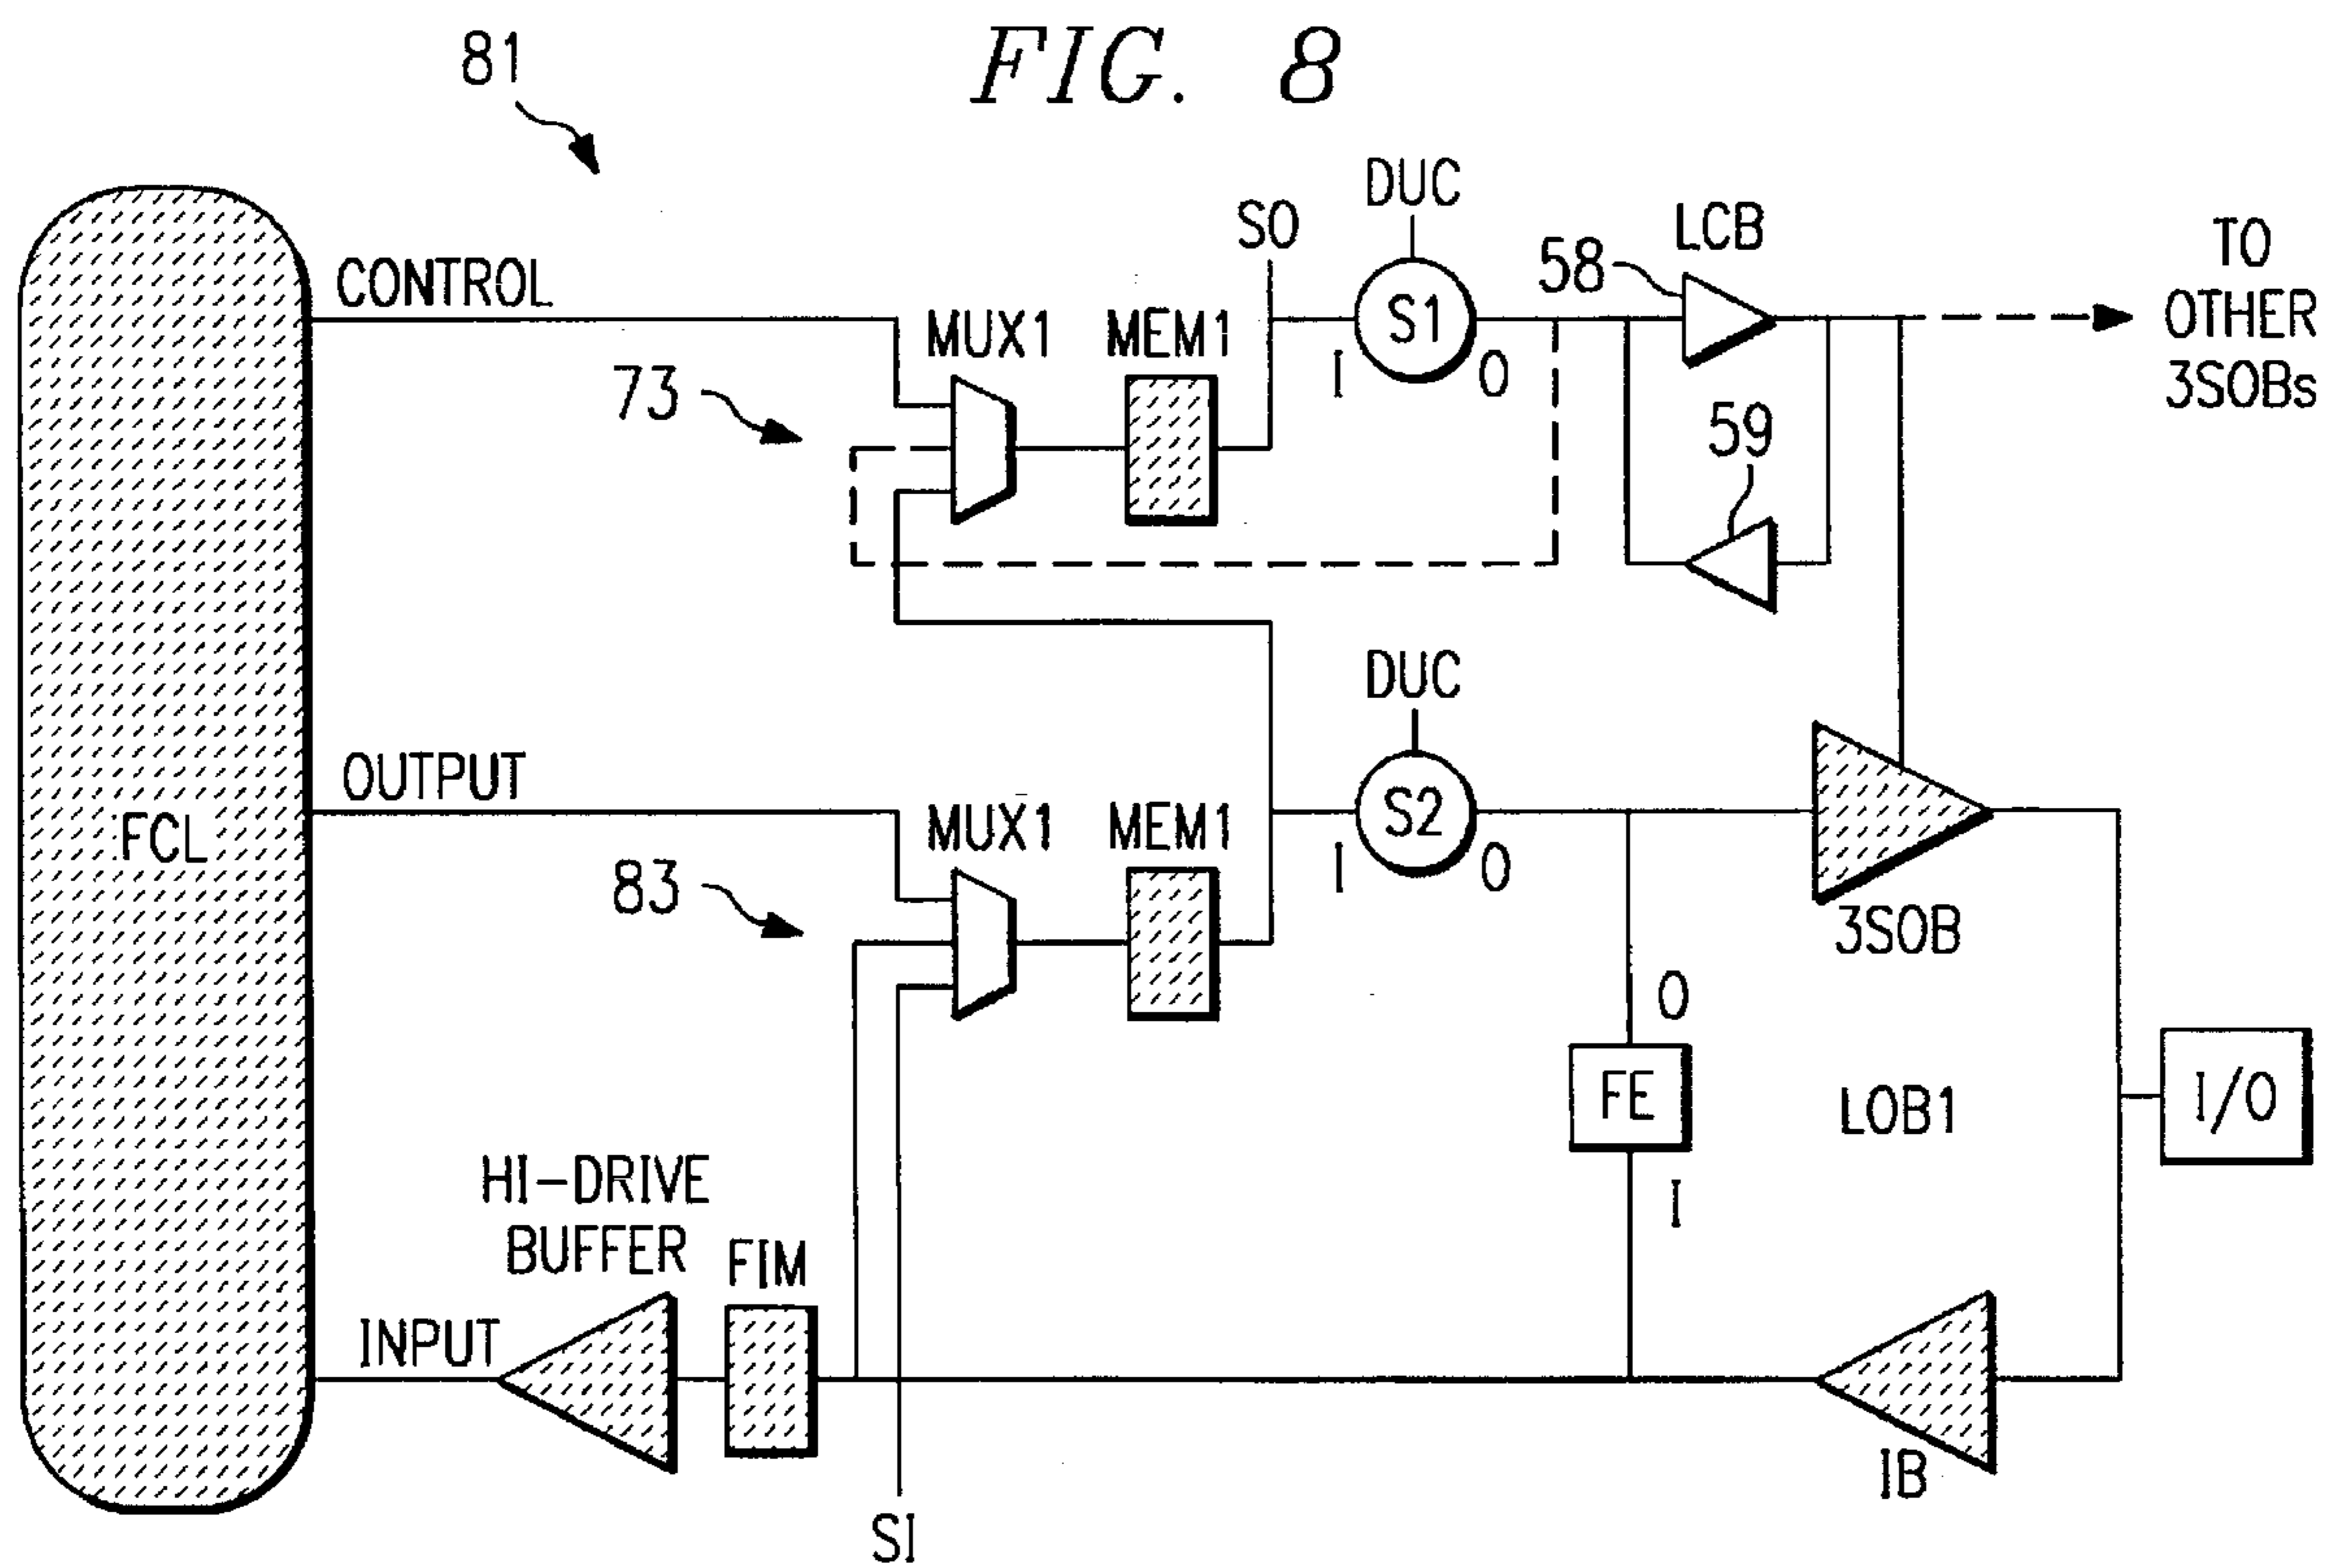 FIG. 8
81
DUC
SO
LCB
TO
OTHER
3SOBs
58
CONTROL
MUX1
MEM1
S1
I
O
73
59
DUC
OUTPUT
MUX1
MEM1
S2
I
O
FCL
83
3SOB
O
FE
I
LOB1
I/O
HI-DRIVE
BUFFER
FIM
INPUT
IB
SI